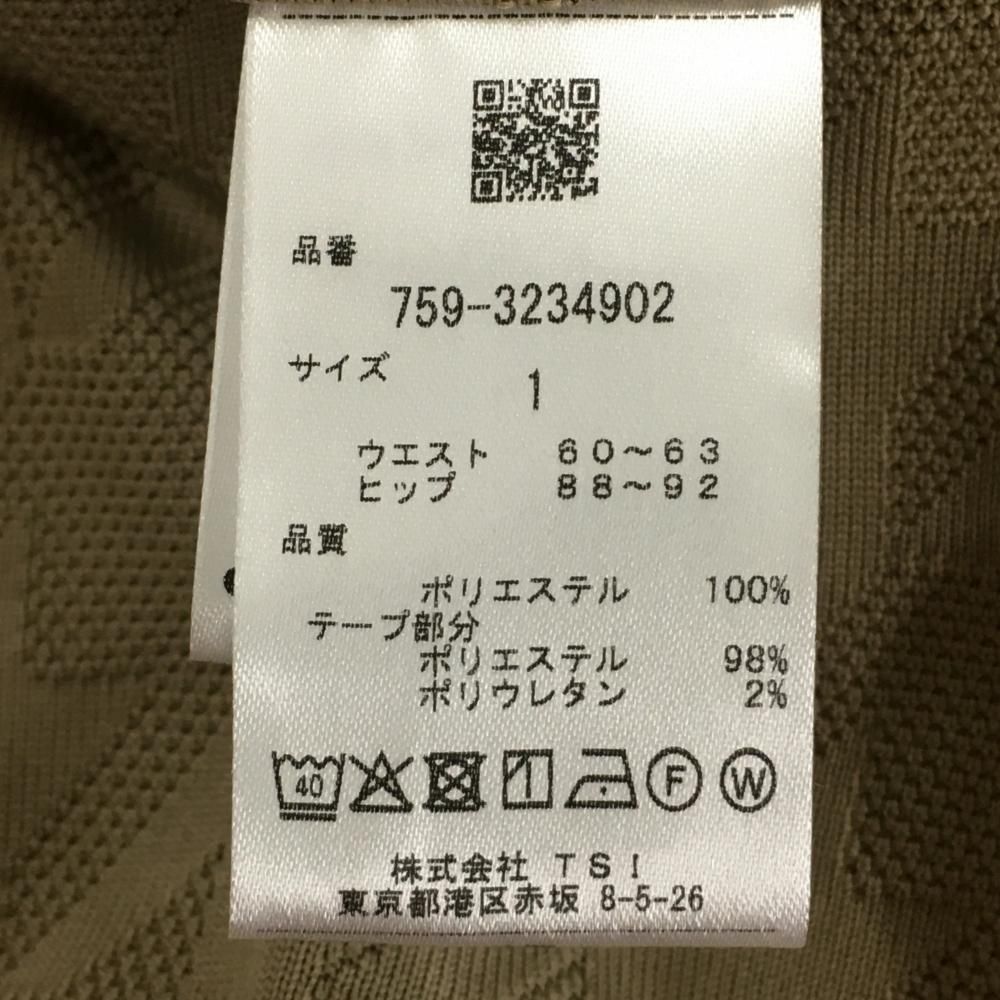 品番
759-3234902
サイズ
1
ウエスト 60〜63
ヒップ 88〜92
品質
ポリエステル 100%
テープ部分
ポリエステル 98%
ポリウレタン 2%
40 F W
株式会社 TSI
東京都港区赤坂 8-5-26